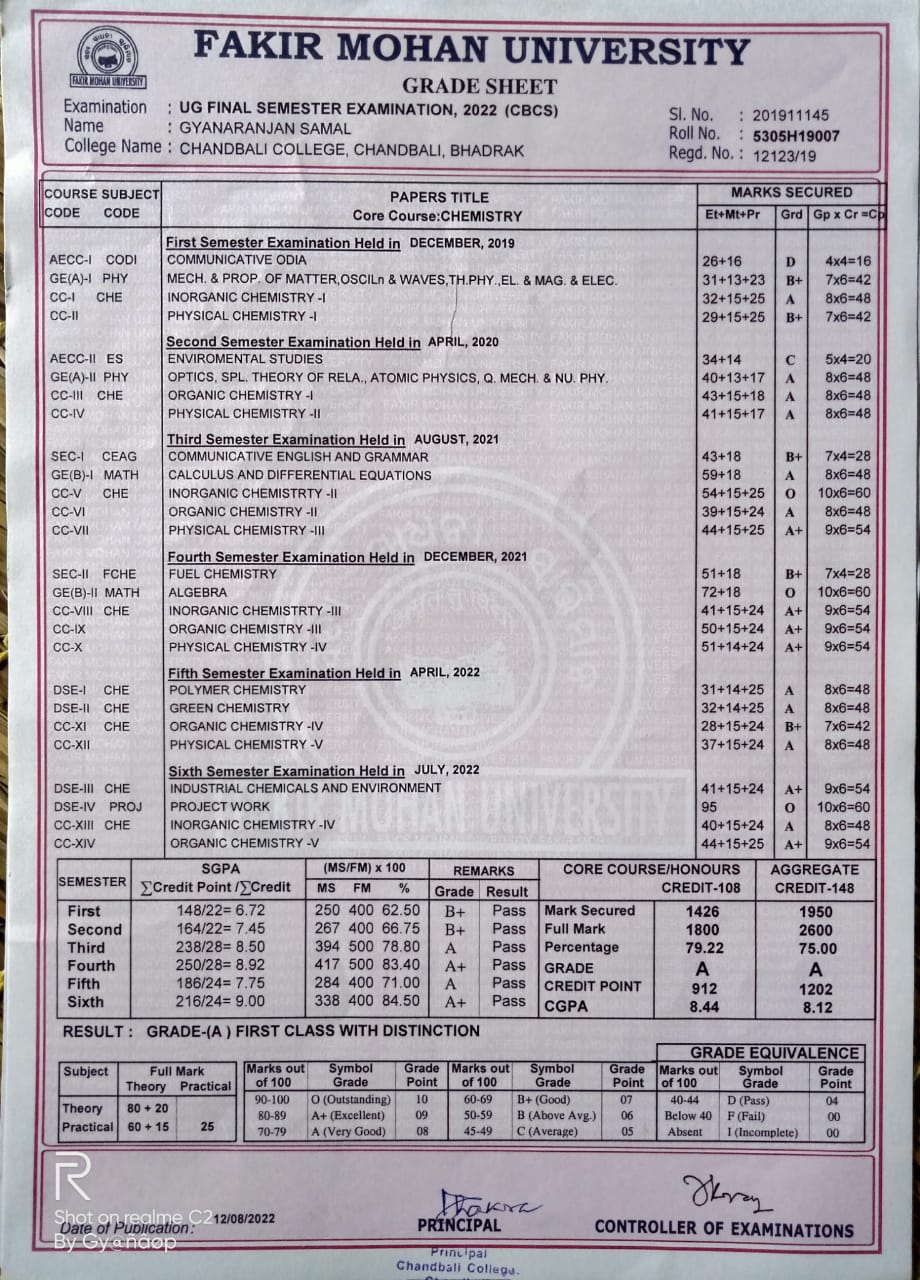 FAKIR MOHAN UNIVERSITY
FAKIR MOHAN UNIVERSITY
GRADE SHEET
Examination : UG FINAL SEMESTER EXAMINATION, 2022 (CBCS)
Name : GYANARANJAN SAMAL
College Name : CHANDBALI COLLEGE, CHANDBALI, BHADRAK
Sl. No. : 201911145
Roll No. : 5305H19007
Regd. No. : 12123/19
COURSE SUBJECT PAPERS TITLE MARKS SECURED
CODE CODE Core Course:CHEMISTRY Et+Mt+Pr Grd Gp x Cr =Cp
First Semester Examination Held in DECEMBER, 2019
AECC-I CODI COMMUNICATIVE ODIA 26+16 D 4x4=16
GE(A)-I PHY MECH. & PROP. OF MATTER,OSCILn & WAVES,TH.PHY.,EL. & MAG. & ELEC. 31+13+23 B+ 7x6=42
CC-I CHE INORGANIC CHEMISTRY -I 32+15+25 A 8x6=48
CC-II PHYSICAL CHEMISTRY -I 29+15+25 B+ 7x6=42
Second Semester Examination Held in APRIL, 2020
AECC-II ES ENVIROMENTAL STUDIES 34+14 C 5x4=20
GE(A)-II PHY OPTICS, SPL. THEORY OF RELA., ATOMIC PHYSICS, Q. MECH. & NU. PHY. 40+13+17 A 8x6=48
CC-III CHE ORGANIC CHEMISTRY -I 43+15+18 A 8x6=48
CC-IV PHYSICAL CHEMISTRY -II 41+15+17 A 8x6=48
Third Semester Examination Held in AUGUST, 2021
SEC-I CEAG COMMUNICATIVE ENGLISH AND GRAMMAR 43+18 B+ 7x4=28
GE(B)-I MATH CALCULUS AND DIFFERENTIAL EQUATIONS 59+18 A 8x6=48
CC-V CHE INORGANIC CHEMISTRTY -II 54+15+25 O 10x6=60
CC-VI ORGANIC CHEMISTRY -II 39+15+24 A 8x6=48
CC-VII PHYSICAL CHEMISTRY -III 44+15+25 A+ 9x6=54
Fourth Semester Examination Held in DECEMBER, 2021
SEC-II FCHE FUEL CHEMISTRY 51+18 B+ 7x4=28
GE(B)-II MATH ALGEBRA 72+18 O 10x6=60
CC-VIII CHE INORGANIC CHEMISTRTY -III 41+15+24 A+ 9x6=54
CC-IX ORGANIC CHEMISTRY -III 50+15+24 A+ 9x6=54
CC-X PHYSICAL CHEMISTRY -IV 51+14+24 A+ 9x6=54
Fifth Semester Examination Held in APRIL, 2022
DSE-I CHE POLYMER CHEMISTRY 31+14+25 A 8x6=48
DSE-II CHE GREEN CHEMISTRY 32+14+25 A 8x6=48
CC-XI CHE ORGANIC CHEMISTRY -IV 28+15+24 B+ 7x6=42
CC-XII PHYSICAL CHEMISTRY -V 37+15+24 A 8x6=48
Sixth Semester Examination Held in JULY, 2022
DSE-III CHE INDUSTRIAL CHEMICALS AND ENVIRONMENT 41+15+24 A+ 9x6=54
DSE-IV PROJ PROJECT WORK 95 O 10x6=60
CC-XIII CHE INORGANIC CHEMISTRY -IV 40+15+24 A 8x6=48
CC-XIV ORGANIC CHEMISTRY -V 44+15+25 A+ 9x6=54
FAKIR MOHAN UNIVERSITY
SEMESTER SGPA (MS/FM) x 100 REMARKS CORE COURSE/HONOURS AGGREGATE
∑Credit Point /∑Credit MS FM % Grade Result CREDIT-108 CREDIT-148
First 148/22= 6.72 250 400 62.50 B+ Pass Mark Secured 1426 1950
Second 164/22= 7.45 267 400 66.75 B+ Pass Full Mark 1800 2600
Third 238/28= 8.50 394 500 78.80 A Pass Percentage 79.22 75.00
Fourth 250/28= 8.92 417 500 83.40 A+ Pass GRADE A A
Fifth 186/24= 7.75 284 400 71.00 A Pass CREDIT POINT 912 1202
Sixth 216/24= 9.00 338 400 84.50 A+ Pass CGPA 8.44 8.12
RESULT : GRADE-(A ) FIRST CLASS WITH DISTINCTION
GRADE EQUIVALENCE
Subject Full Mark Marks out Symbol Grade Marks out Symbol Grade Marks out Symbol Grade
Theory Practical of 100 Grade Point of 100 Grade Point of 100 Grade Point
Theory 80 + 20 90-100 O (Outstanding) 10 60-69 B+ (Good) 07 40-44 D (Pass) 04
Practical 60 + 15 25 80-89 A+ (Excellent) 09 50-59 B (Above Avg.) 06 Below 40 F (Fail) 00
70-79 A (Very Good) 08 45-49 C (Average) 05 Absent I (Incomplete) 00
R
Shot on realme C2
By Gy@ndøp
Date of Publication: 12/08/2022
PRINCIPAL
CONTROLLER OF EXAMINATIONS
Principal
Chandbali College.